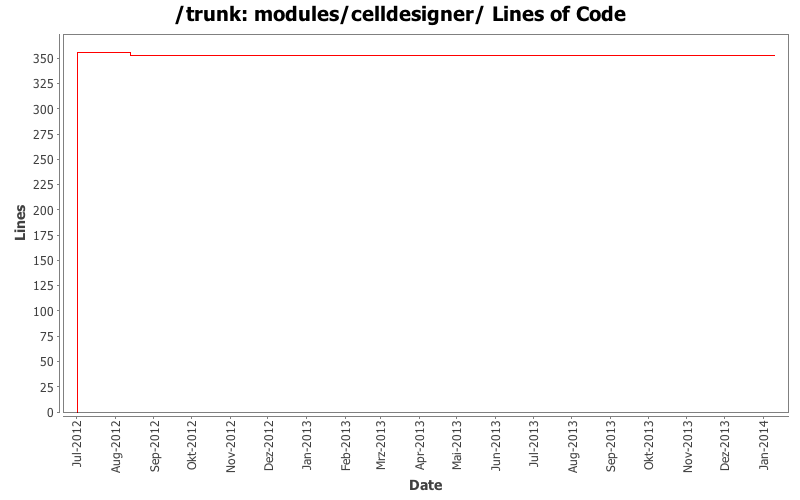 /trunk: modules/celldesigner/ Lines of Code
350
325
300
275
250
225
200
175
150
125
100
75
50
25
0
Lines
Jul-2012
Aug-2012
Sep-2012
Okt-2012
Nov-2012
Dez-2012
Jan-2013
Feb-2013
Mrz-2013
Apr-2013
Mai-2013
Jun-2013
Jul-2013
Aug-2013
Sep-2013
Okt-2013
Nov-2013
Dez-2013
Jan-2014
Date